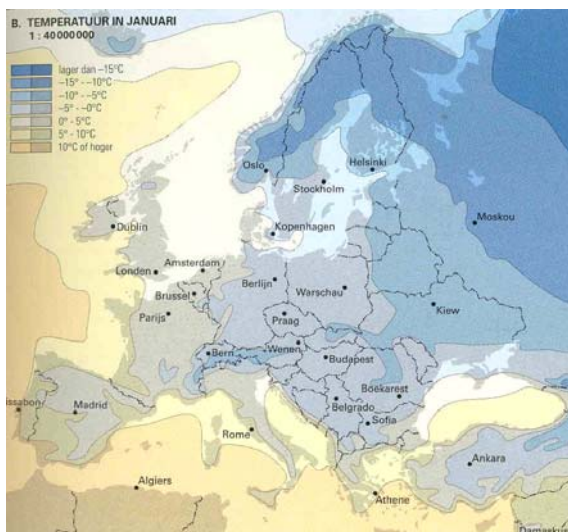 B. TEMPERATUUR IN JANUARI
1 : 40 000 000
lager dan –15°C
–15° - –10°C
–10° - –5°C
–5° - –0°C
0° - 5°C
5° - 10°C
10°C of hoger
Oslo
Helsinki
Stockholm
Moskou
Dublin
Kopenhagen
Amsterdam
Londen
Berlijn
Warschau
Brussel
Kiew
Parijs
Praag
Wenen
Bern
Budapest
Boekarest
Belgrado
issabon
Madrid
Sofia
Rome
Ankara
Algiers
Athene
Damaskus